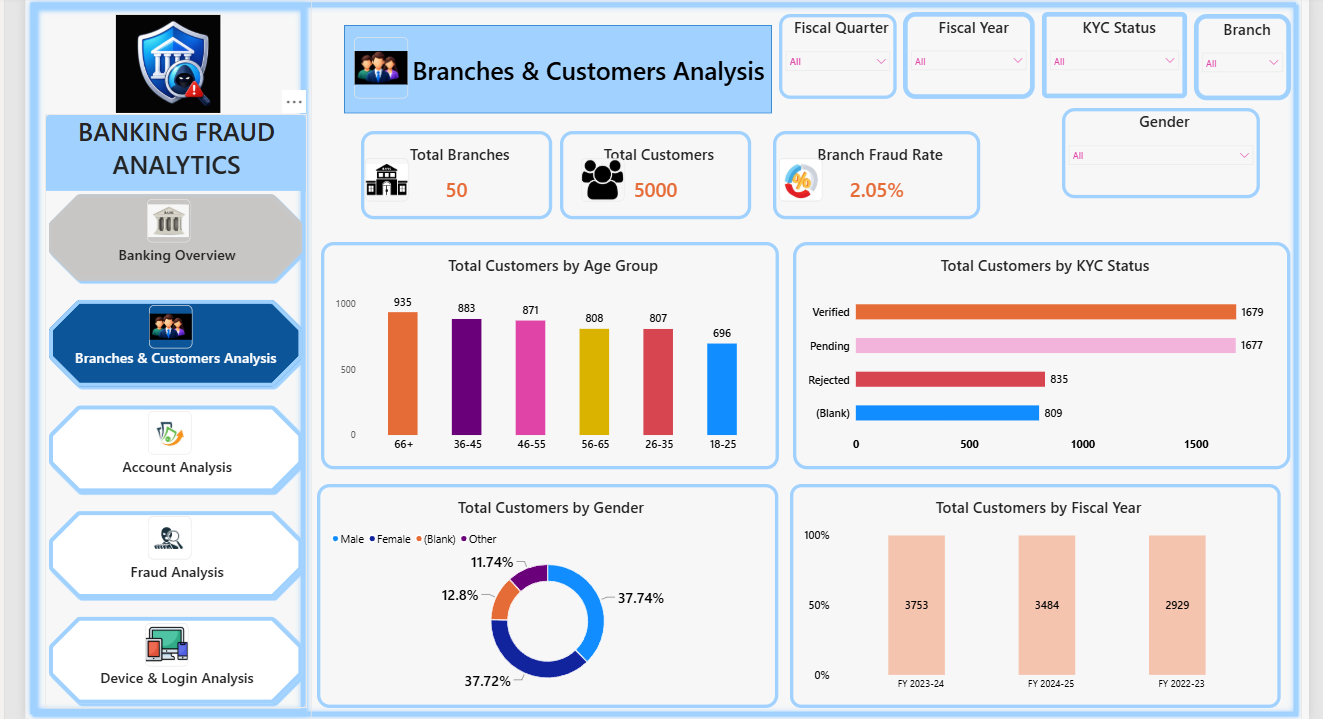 BANKING FRAUD
ANALYTICS
Banking Overview
Branches & Customers Analysis
Account Analysis
Fraud Analysis
Device & Login Analysis
Branches & Customers Analysis
Fiscal Quarter
All
Fiscal Year
All
KYC Status
All
Branch
All
Gender
All
Total Branches
50
Total Customers
5000
Branch Fraud Rate
2.05%
Total Customers by Age Group
1000
500
0
935
883
871
808
807
696
66+
36-45
46-55
56-65
26-35
18-25
Total Customers by KYC Status
Verified 1679
Pending 1677
Rejected 835
(Blank) 809
0 500 1000 1500
Total Customers by Gender
Male Female (Blank) Other
11.74%
12.8%
37.74%
37.72%
Total Customers by Fiscal Year
100%
50%
0%
3753
3484
2929
FY 2023-24
FY 2024-25
FY 2022-23